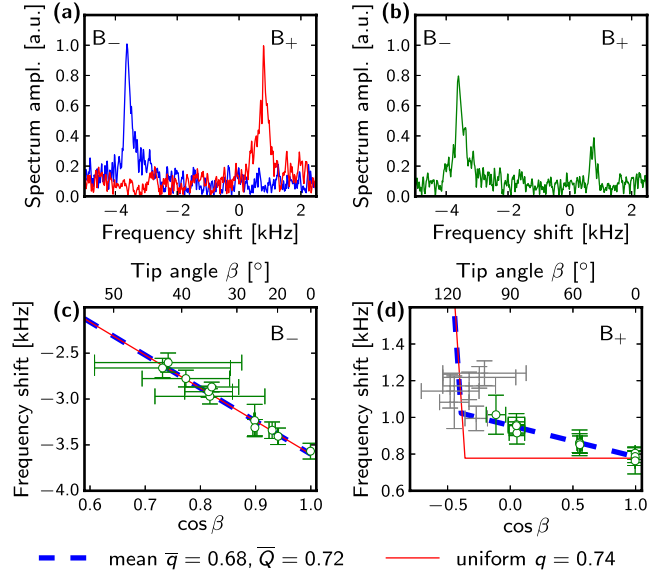 (a)
B− B+
Spectrum ampl. [a.u.]
1.0
0.8
0.6
0.4
0.2
0.0
−4 −2 0 2
Frequency shift [kHz]
(b)
B− B+
Spectrum ampl. [a.u.]
1.0
0.8
0.6
0.4
0.2
0.0
−4 −2 0 2
Frequency shift [kHz]
Tip angle β [°]
50 40 30 20 10 0
(c)
B−
Frequency shift [kHz]
−2.5
−3.0
−3.5
−4.0
0.6 0.7 0.8 0.9 1.0
cos β
Tip angle β [°]
120 90 60 30 0
(d)
B+
Frequency shift [kHz]
1.4
1.2
1.0
0.8
0.6
−0.5 0.0 0.5 1.0
cos β
mean q̅ = 0.68, Q̅ = 0.72
uniform q = 0.74